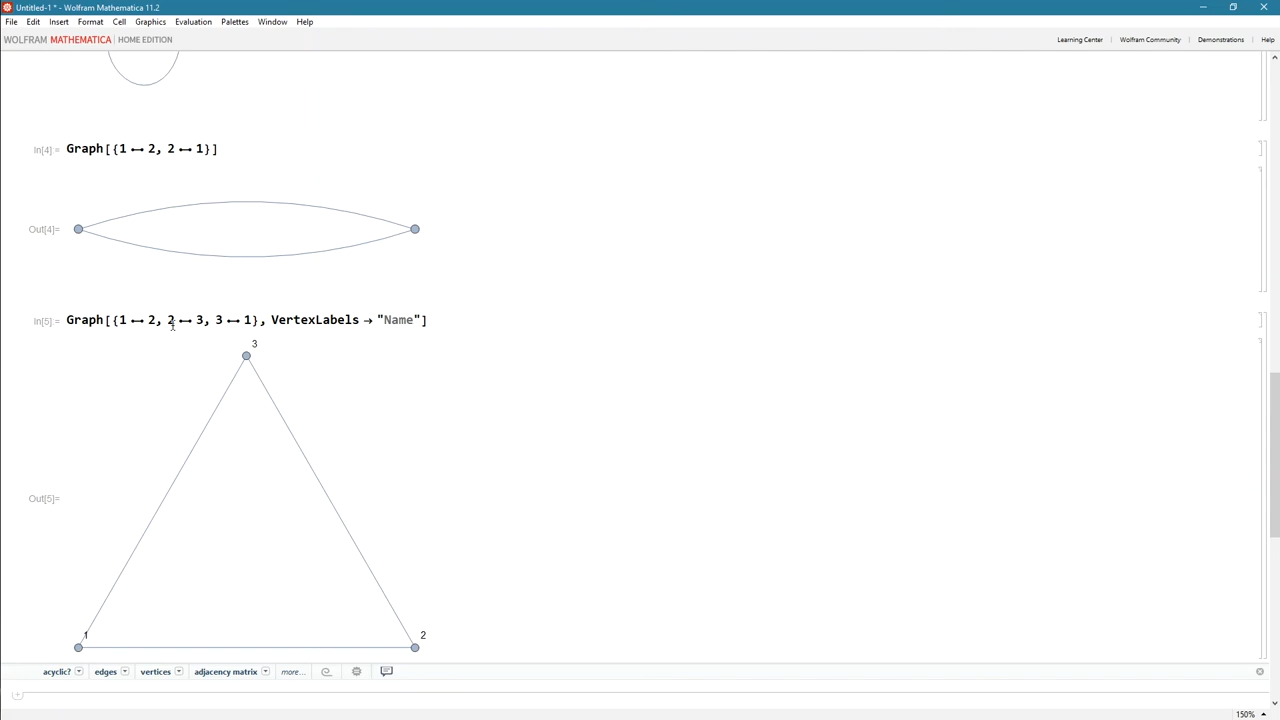 Untitled-1 * - Wolfram Mathematica 11.2
File Edit Insert Format Cell Graphics Evaluation Palettes Window Help
WOLFRAM MATHEMATICA HOME EDITION Learning Center Wolfram Community Demonstrations Help
In[4]:= Graph[{1 ↔ 2, 2 ↔ 1}]
Out[4]=
In[5]:= Graph[{1 ↔ 2, 2 ↔ 3, 3 ↔ 1}, VertexLabels → "Name"]
3
Out[5]=
1 2
acyclic? edges vertices adjacency matrix more...
150%